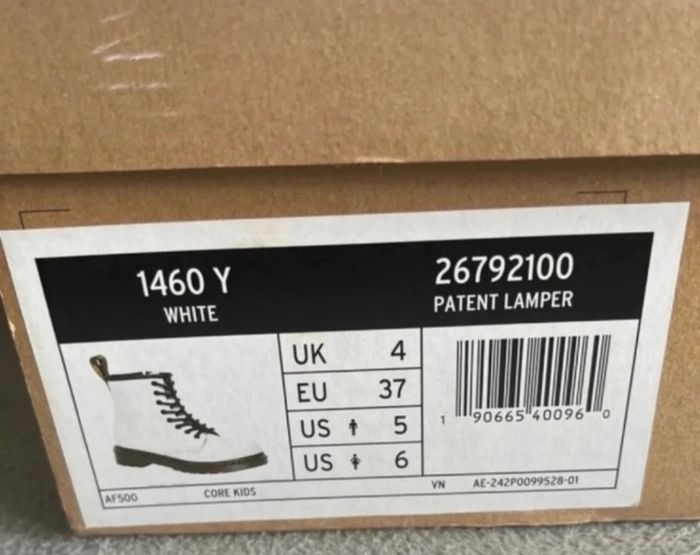 1460 Y
WHITE
26792100
PATENT LAMPER
UK 4
EU 37
US 5
US 6
1 90665 40096 0
AF500
CORE KIDS
VN
AE-242P0099528-01